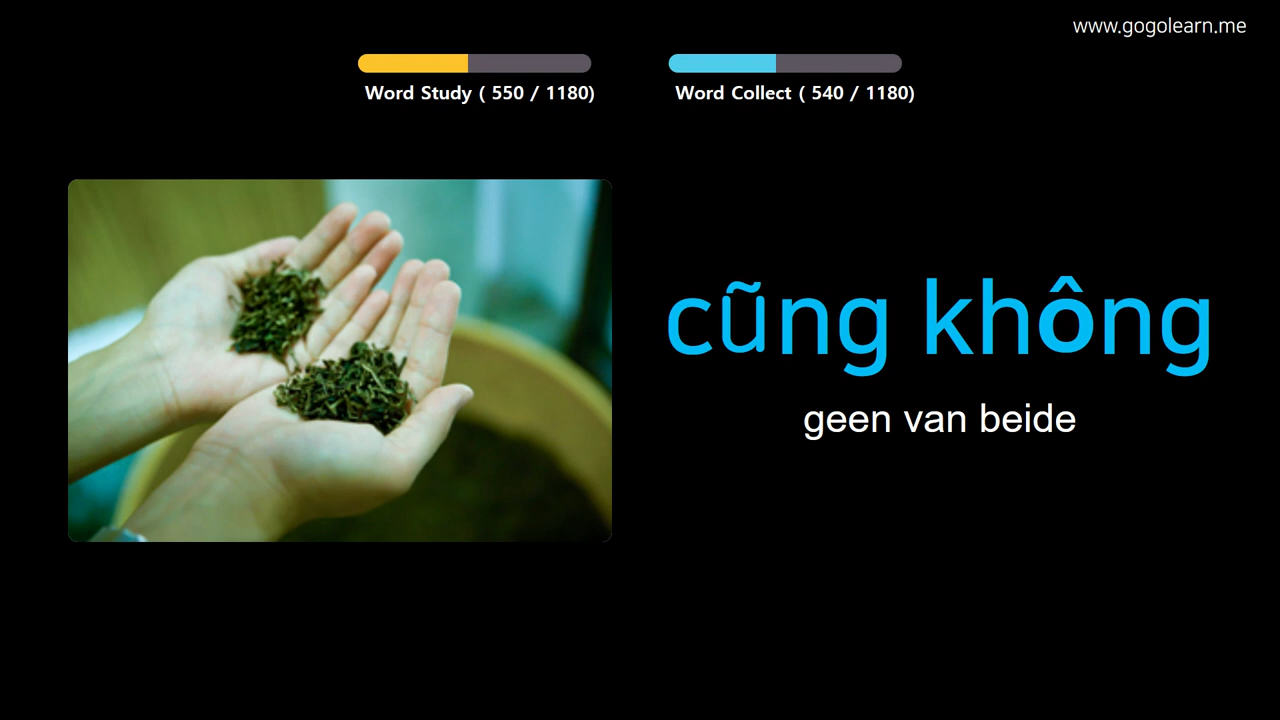 www.gogolearn.me
Word Study ( 550 / 1180)
Word Collect ( 540 / 1180)
cũng không
geen van beide